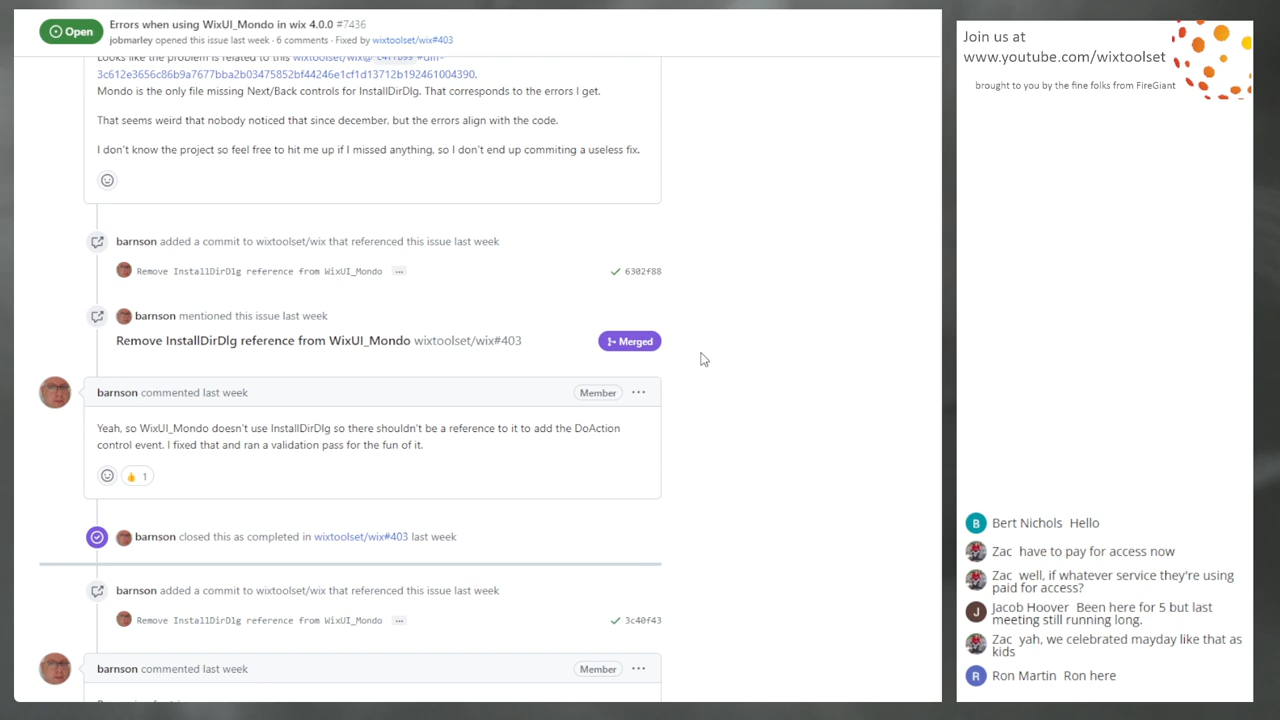 Open
Errors when using WixUI_Mondo in wix 4.0.0 #7436
jobmarley opened this issue last week · 6 comments · Fixed by wixtoolset/wix#403
Looks like the problem is related to this
3c612e3656c86b9a7677bba2b03475852bf44246e1cf1d13712b192461004390.
Mondo is the only file missing Next/Back controls for InstallDirDlg. That corresponds to the errors I get.
That seems weird that nobody noticed that since december, but the errors align with the code.
I don't know the project so feel free to hit me up if I missed anything, so I don't end up commiting a useless fix.
barnson added a commit to wixtoolset/wix that referenced this issue last week
Remove InstallDirDlg reference from WixUI_Mondo ... 6302f88
barnson mentioned this issue last week
Remove InstallDirDlg reference from WixUI_Mondo wixtoolset/wix#403 Merged
barnson commented last week Member ...
Yeah, so WixUI_Mondo doesn't use InstallDirDlg so there shouldn't be a reference to it to add the DoAction
control event. I fixed that and ran a validation pass for the fun of it.
👍 1
barnson closed this as completed in wixtoolset/wix#403 last week
barnson added a commit to wixtoolset/wix that referenced this issue last week
Remove InstallDirDlg reference from WixUI_Mondo ... 3c40f43
barnson commented last week Member ...
Join us at
www.youtube.com/wixtoolset
brought to you by the fine folks from FireGiant
B Bert Nichols Hello
Zac have to pay for access now
Zac well, if whatever service they're using
paid for access?
J Jacob Hoover Been here for 5 but last
meeting still running long.
Zac yah, we celebrated mayday like that as
kids
R Ron Martin Ron here